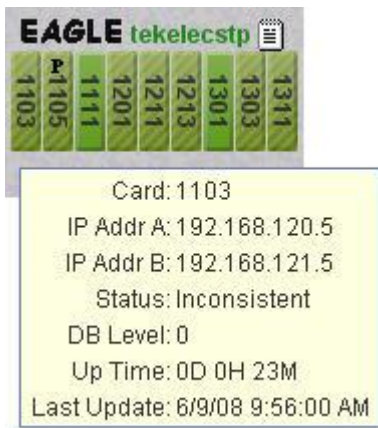 EAGLE tekelecstp
P
1103 1105 1111 1201 1211 1213 1301 1303 1311
Card: 1103
IP Addr A: 192.168.120.5
IP Addr B: 192.168.121.5
Status: Inconsistent
DB Level: 0
Up Time: 0D 0H 23M
Last Update: 6/9/08 9:56:00 AM